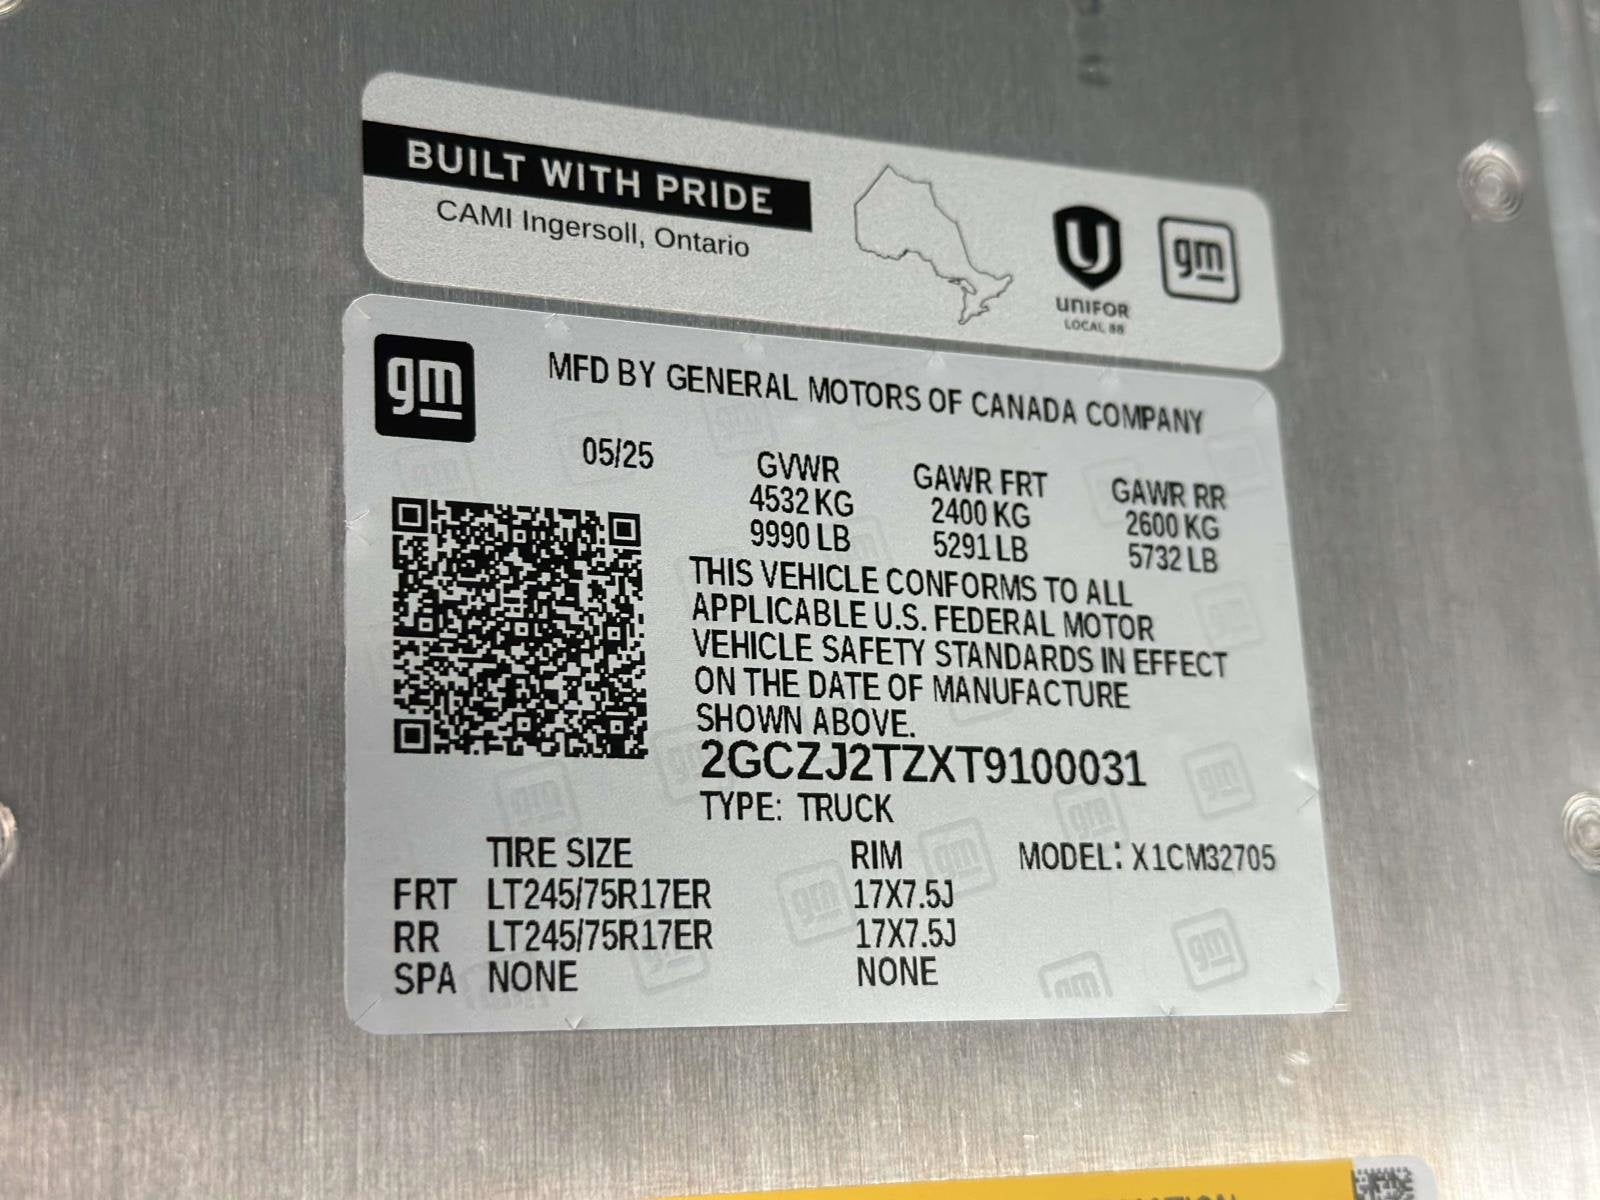 BUILT WITH PRIDE
CAMI Ingersoll, Ontario
UNIFOR
LOCAL 88
gm
gm
MFD BY GENERAL MOTORS OF CANADA COMPANY
05/25
GVWR GAWR FRT GAWR RR
4532 KG 2400 KG 2600 KG
9990 LB 5291 LB 5732 LB
THIS VEHICLE CONFORMS TO ALL
APPLICABLE U.S. FEDERAL MOTOR
VEHICLE SAFETY STANDARDS IN EFFECT
ON THE DATE OF MANUFACTURE
SHOWN ABOVE.
2GCZJ2TZXT9100031
TYPE: TRUCK
TIRE SIZE RIM MODEL: X1CM32705
FRT LT245/75R17ER 17X7.5J
RR LT245/75R17ER 17X7.5J
SPA NONE NONE